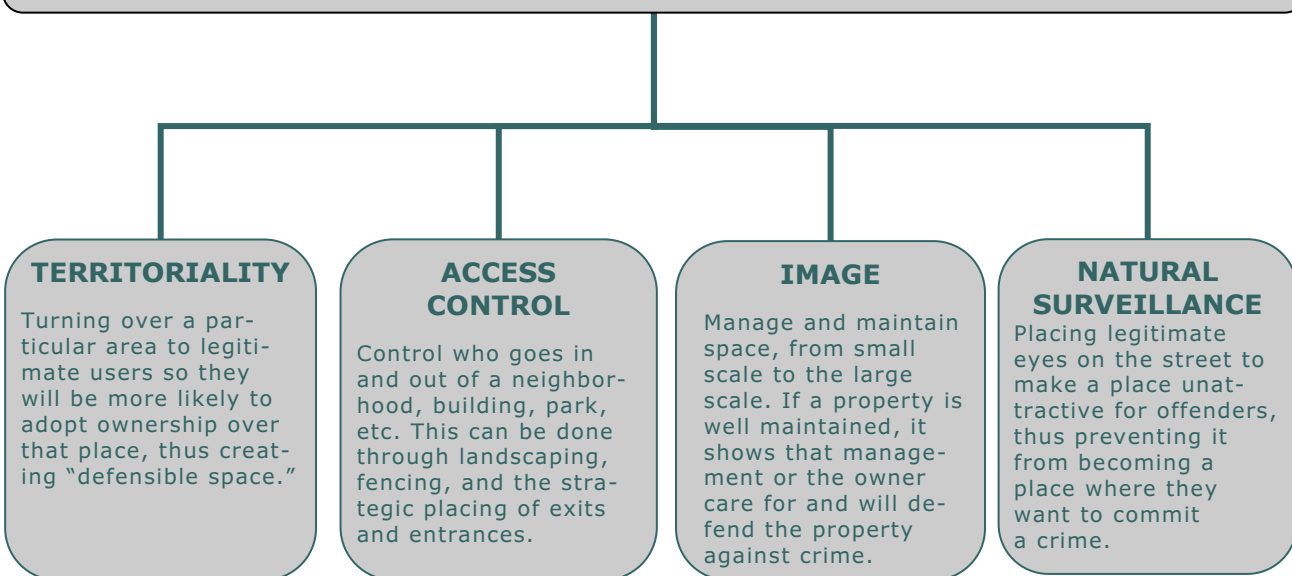 TERRITORIALITY
Turning over a par-
ticular area to legiti-
mate users so they
will be more likely to
adopt ownership over
that place, thus creat-
ing “defensible space.”
ACCESS
CONTROL
Control who goes in
and out of a neighbor-
hood, building, park,
etc. This can be done
through landscaping,
fencing, and the stra-
tegic placing of exits
and entrances.
IMAGE
Manage and maintain
space, from small
scale to the large
scale. If a property is
well maintained, it
shows that manage-
ment or the owner
care for and will de-
fend the property
against crime.
NATURAL
SURVEILLANCE
Placing legitimate
eyes on the street to
make a place unat-
tractive for offenders,
thus preventing it
from becoming a
place where they
want to commit
a crime.